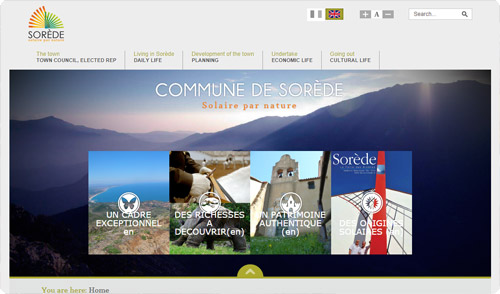 SORÈDE
A
Search...
The town
TOWN COUNCIL, ELECTED REP
Living in Sorède
DAILY LIFE
Development of the town
PLANNING
Undertake
ECONOMIC LIFE
Going out
CULTURAL LIFE
COMMUNE DE SORÈDE
Solaire par nature
UN CADRE
EXCEPTIONNEL
en
DES RICHESSES
A
DECOUVRIR(en)
UN PATRIMOINE
AUTHENTIQUE
(en)
Sorède
DES ORIGINES
SOLAIRES
You are here: Home